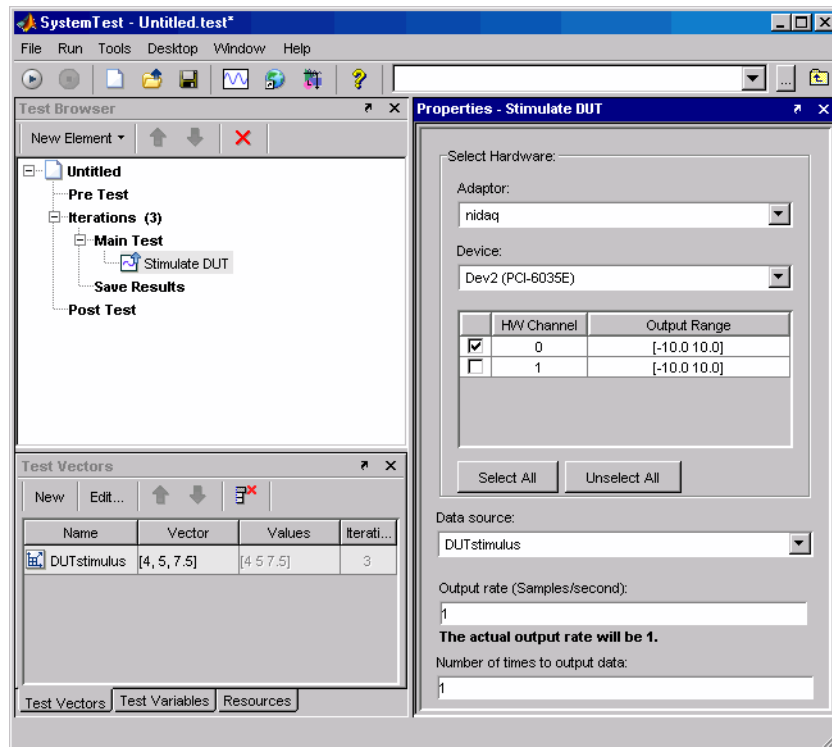 SystemTest - Untitled.test*
File Run Tools Desktop Window Help
...
Test Browser
New Element
Untitled
Pre Test
Iterations (3)
Main Test
Stimulate DUT
Save Results
Post Test
Test Vectors
New Edit...
Name Vector Values Iterati...
DUTstimulus [4, 5, 7.5] [4 5 7.5] 3
Test Vectors Test Variables Resources
Properties - Stimulate DUT
Select Hardware:
Adaptor:
nidaq
Device:
Dev2 (PCI-6035E)
HW Channel Output Range
0 [-10.0 10.0]
1 [-10.0 10.0]
Select All Unselect All
Data source:
DUTstimulus
Output rate (Samples/second):
1
The actual output rate will be 1.
Number of times to output data:
1